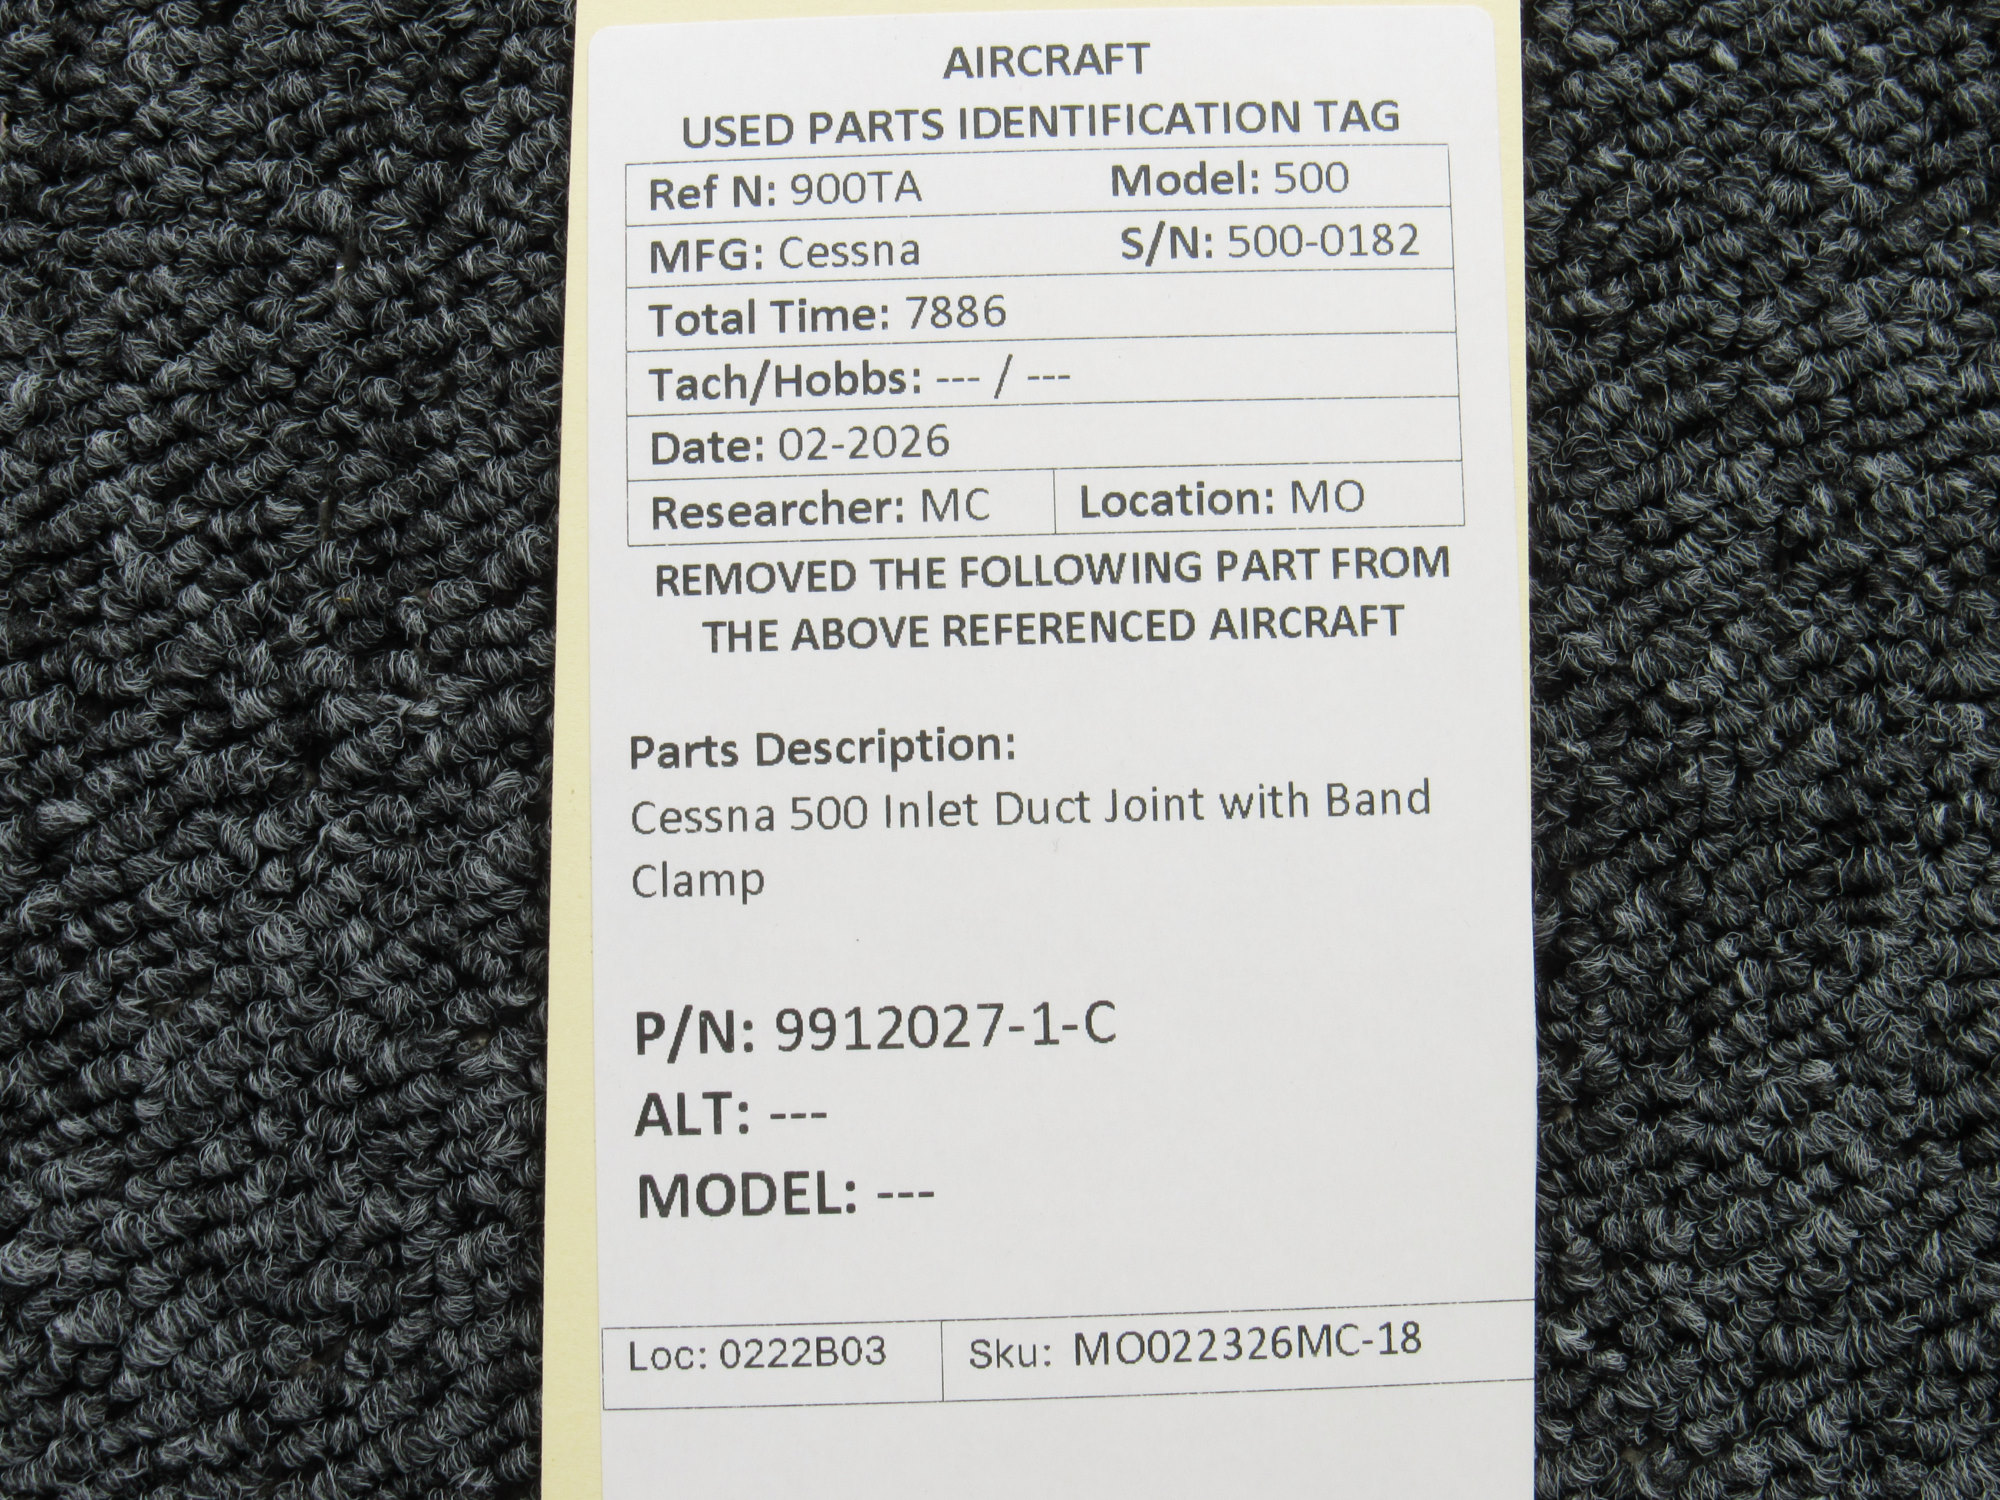 AIRCRAFT
USED PARTS IDENTIFICATION TAG
Ref N: 900TA Model: 500
MFG: Cessna S/N: 500-0182
Total Time: 7886
Tach/Hobbs: --- / ---
Date: 02-2026
Researcher: MC Location: MO
REMOVED THE FOLLOWING PART FROM
THE ABOVE REFERENCED AIRCRAFT
Parts Description:
Cessna 500 Inlet Duct Joint with Band
Clamp
P/N: 9912027-1-C
ALT: ---
MODEL: ---
Loc: 0222B03 Sku: MO022326MC-18